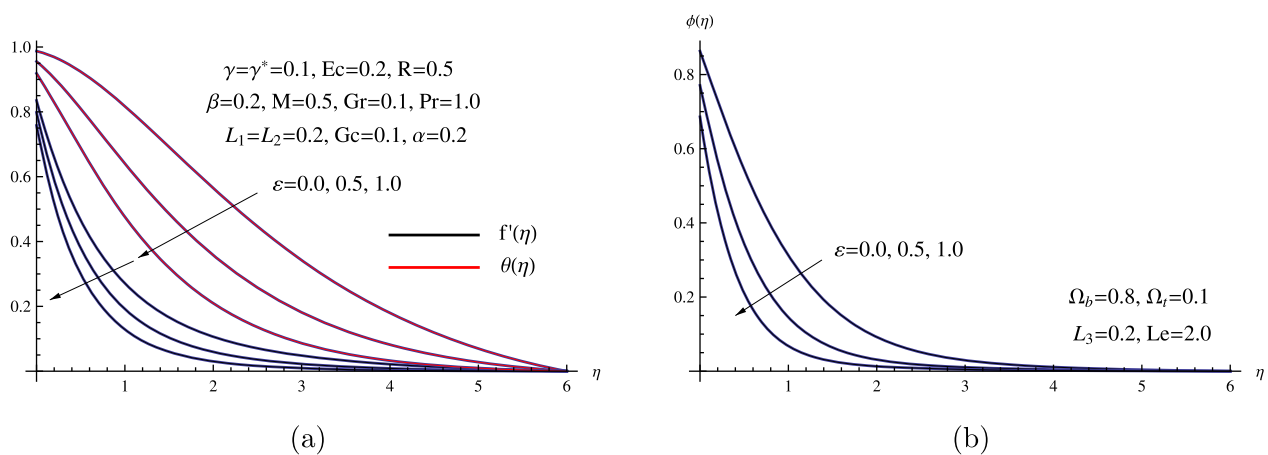 1.0
0.8
0.6
0.4
0.2
1 2 3 4 5 6 η
γ=γ*=0.1, Ec=0.2, R=0.5
β=0.2, M=0.5, Gr=0.1, Pr=1.0
L₁=L₂=0.2, Gc=0.1, α=0.2
ε=0.0, 0.5, 1.0
f'(η)
θ(η)
(a)
ϕ(η)
0.8
0.6
0.4
0.2
1 2 3 4 5 6 η
ε=0.0, 0.5, 1.0
Ω_b=0.8, Ω_t=0.1
L₃=0.2, Le=2.0
(b)